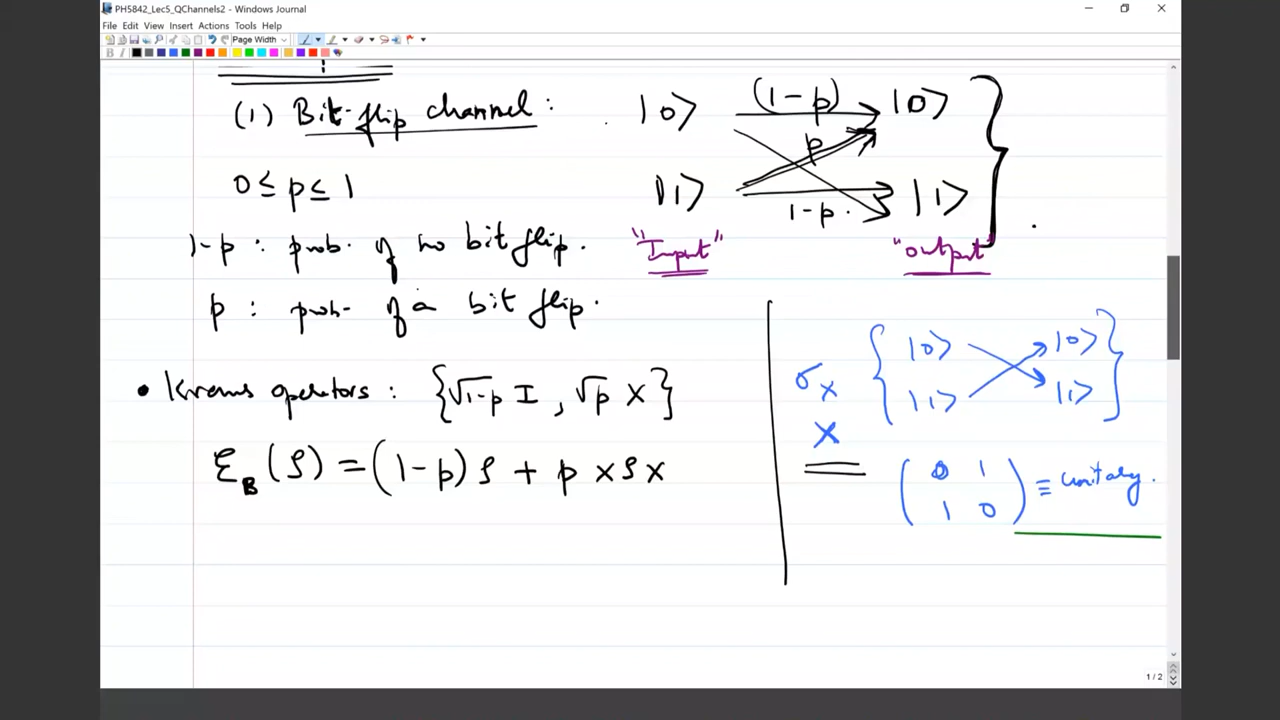 PH5842_Lec5_QChannels2 - Windows Journal
File Edit View Insert Actions Tools Help
Page Width
B I
(1) Bit-flip channel : |0⟩ (1-p) |0⟩
p
0 ≤ p ≤ 1 |1⟩ 1-p . |1⟩
1-p : prob. of no bit flip. "Input" "output"
p : prob. of a bit flip.
σx { |0⟩ |0⟩ }
|1⟩ |1⟩
• Kraus operators : {√1-p I , √p X}
X
ℰB (ρ) = (1-p) ρ + p XρX
( 0 1
1 0 ) ≡ unitary.
1 / 2